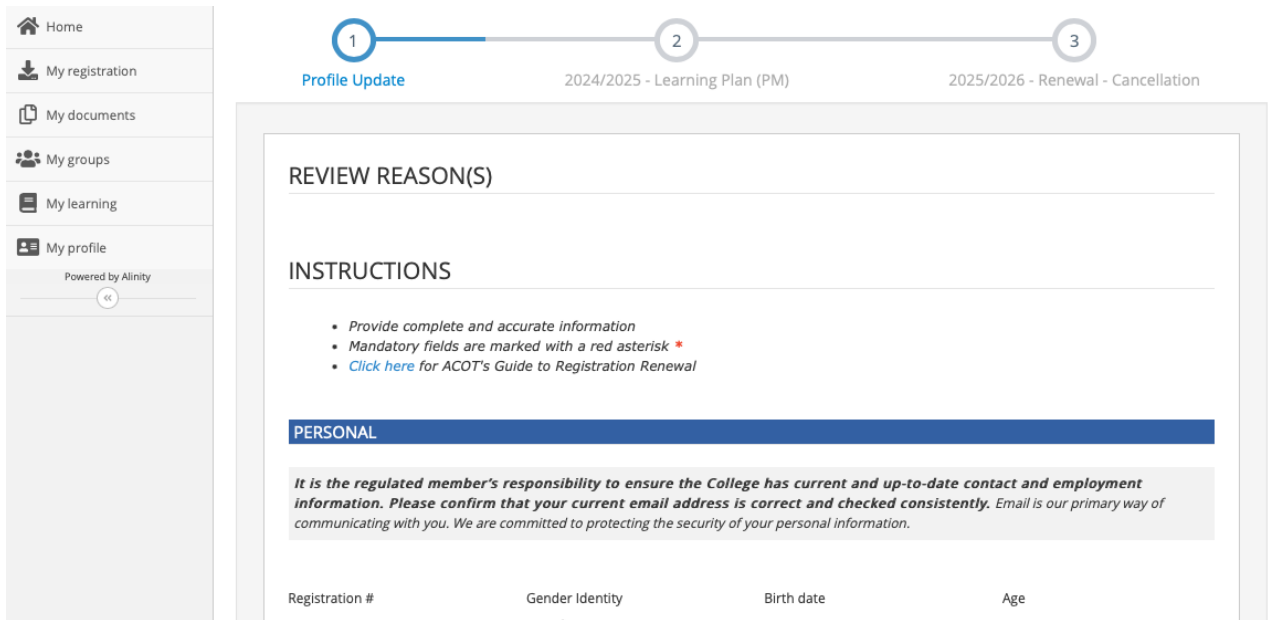 Home
My registration
My documents
My groups
My learning
My profile
Powered by Alinity
«
1
2
3
Profile Update
2024/2025 - Learning Plan (PM)
2025/2026 - Renewal - Cancellation
REVIEW REASON(S)
INSTRUCTIONS
• Provide complete and accurate information
• Mandatory fields are marked with a red asterisk *
• Click here for ACOT's Guide to Registration Renewal
PERSONAL
It is the regulated member's responsibility to ensure the College has current and up-to-date contact and employment
information. Please confirm that your current email address is correct and checked consistently. Email is our primary way of
communicating with you. We are committed to protecting the security of your personal information.
Registration #
Gender Identity
Birth date
Age